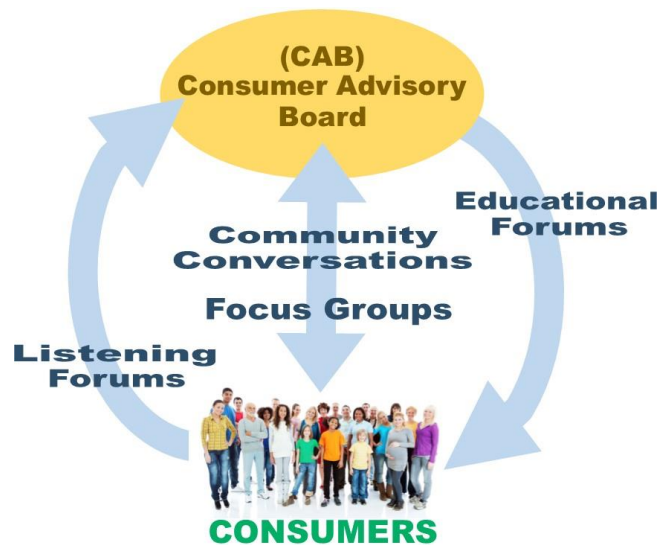 (CAB)
Consumer Advisory
Board
Educational
Forums
Community
Conversations
Focus Groups
Listening
Forums
CONSUMERS